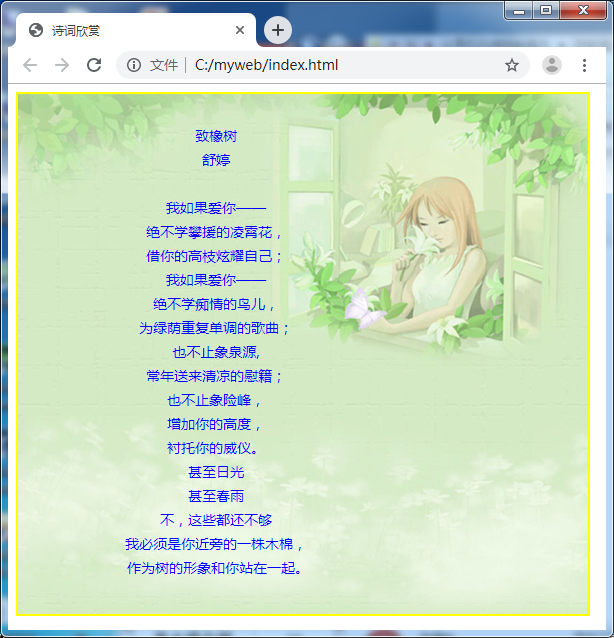 诗词欣赏
文件 C:/myweb/index.html
致橡树
舒婷
我如果爱你——
绝不学攀援的凌霄花，
借你的高枝炫耀自己；
我如果爱你——
绝不学痴情的鸟儿，
为绿荫重复单调的歌曲；
也不止象泉源,
常年送来清凉的慰籍；
也不止象险峰，
增加你的高度，
衬托你的威仪。
甚至日光
甚至春雨
不，这些都还不够
我必须是你近旁的一株木棉，
作为树的形象和你站在一起。